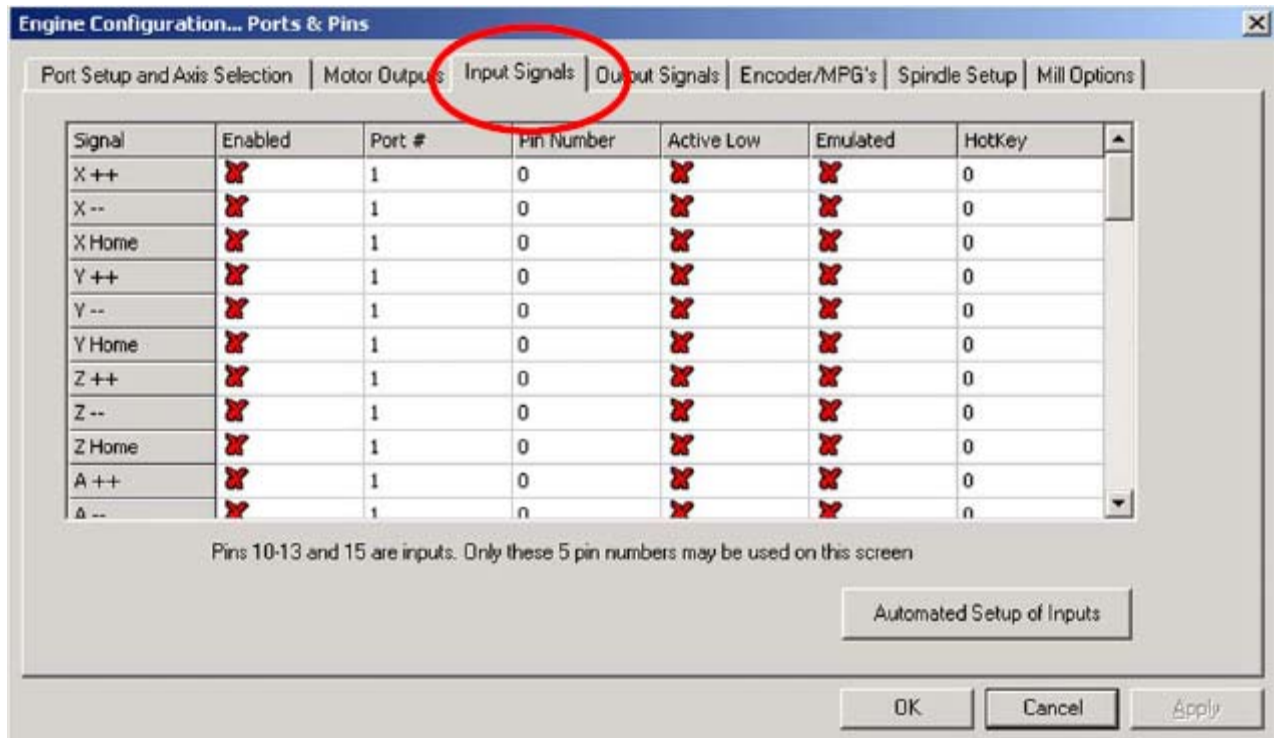 Engine Configuration... Ports & Pins
Port Setup and Axis Selection Motor Outputs Input Signals Output Signals Encoder/MPG's Spindle Setup Mill Options
Signal Enabled Port # Pin Number Active Low Emulated HotKey
X ++ 1 0 0
X -- 1 0 0
X Home 1 0 0
Y ++ 1 0 0
Y -- 1 0 0
Y Home 1 0 0
Z ++ 1 0 0
Z -- 1 0 0
Z Home 1 0 0
A ++ 1 0 0
A -- 1 0 0
Pins 10-13 and 15 are inputs. Only these 5 pin numbers may be used on this screen
Automated Setup of Inputs
OK Cancel Apply